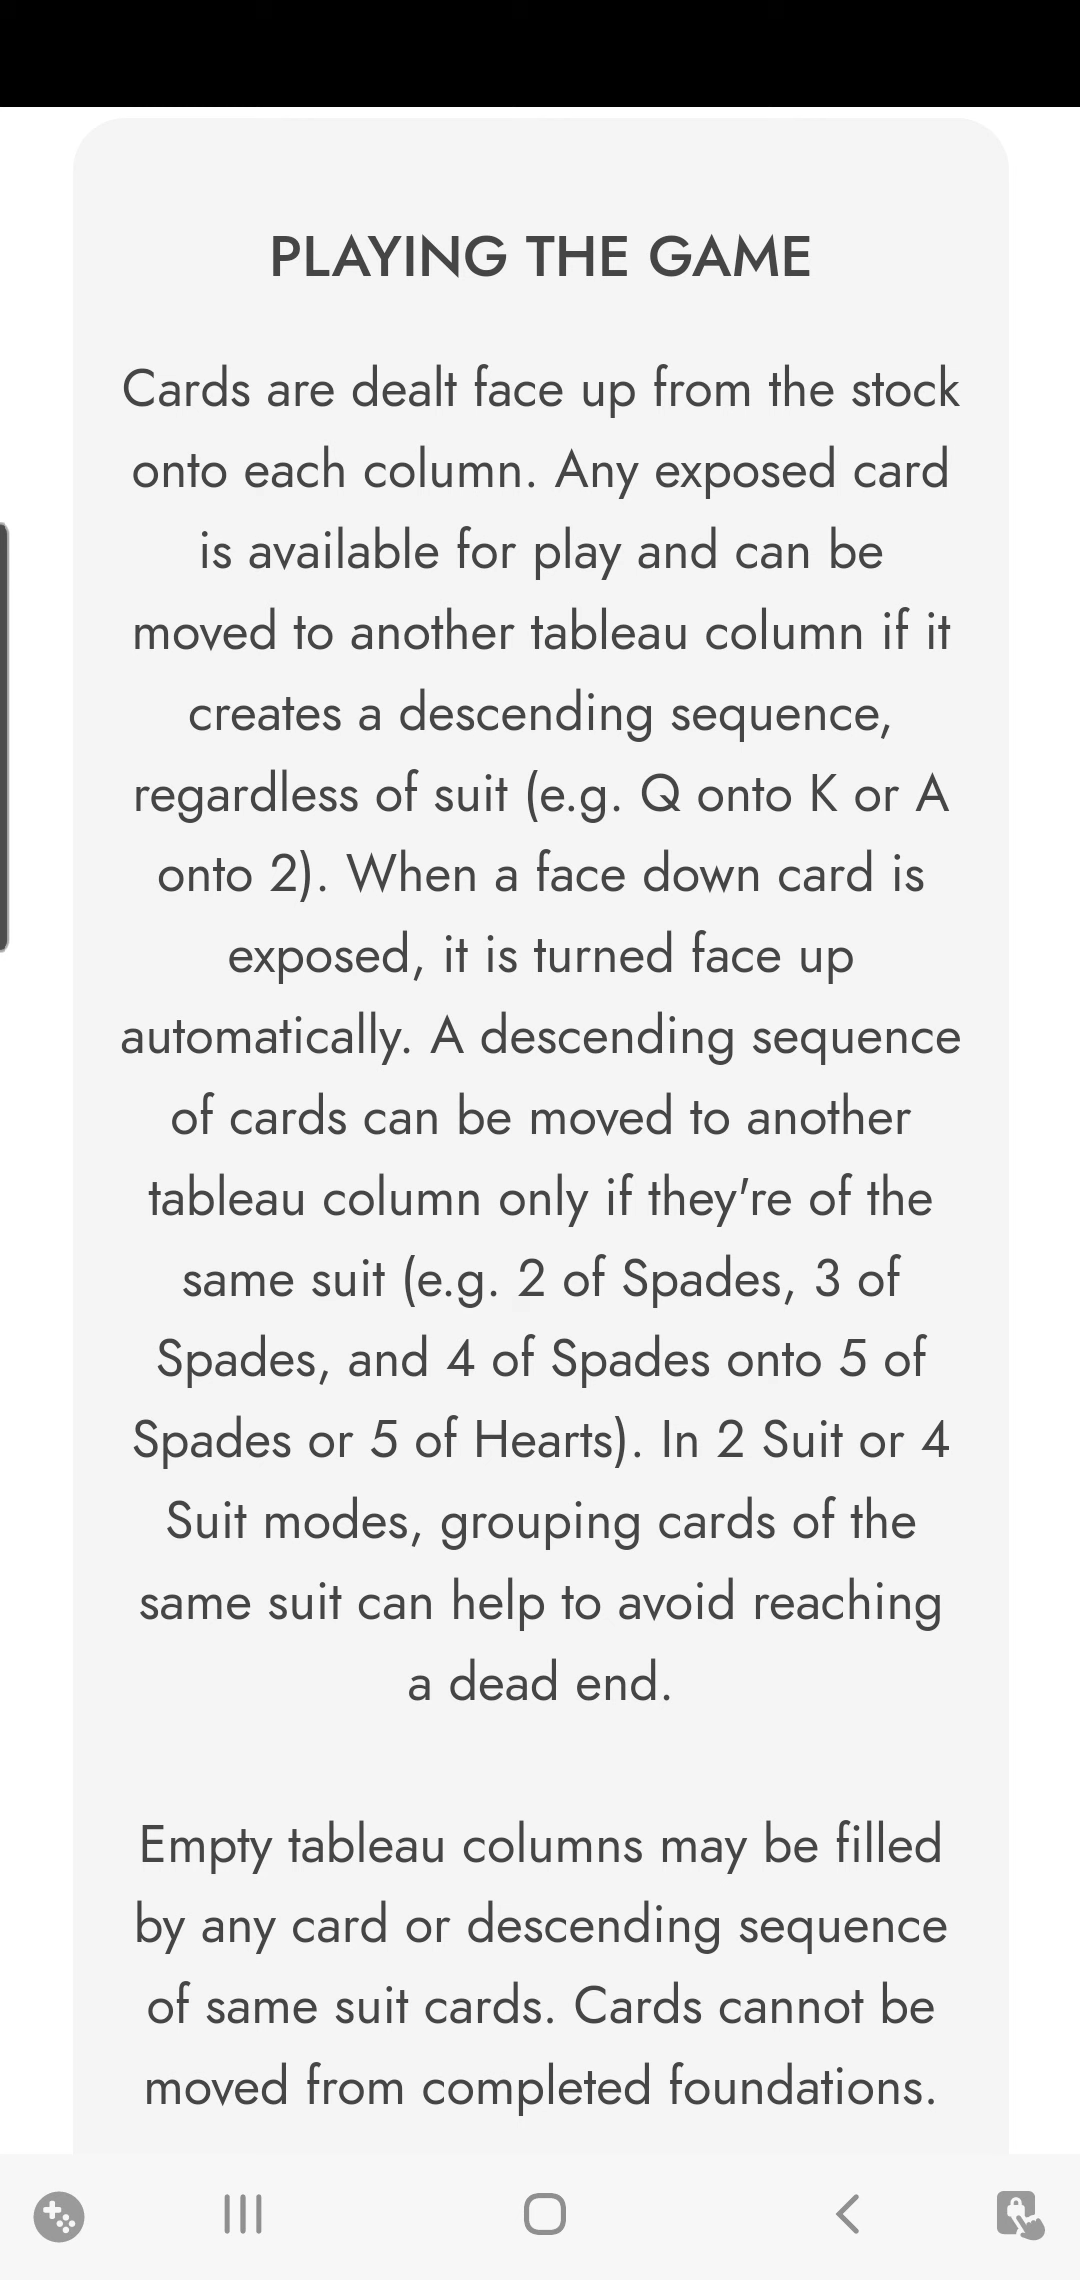 PLAYING THE GAME
Cards are dealt face up from the stock
onto each column. Any exposed card
is available for play and can be
moved to another tableau column if it
creates a descending sequence,
regardless of suit (e.g. Q onto K or A
onto 2). When a face down card is
exposed, it is turned face up
automatically. A descending sequence
of cards can be moved to another
tableau column only if they're of the
same suit (e.g. 2 of Spades, 3 of
Spades, and 4 of Spades onto 5 of
Spades or 5 of Hearts). In 2 Suit or 4
Suit modes, grouping cards of the
same suit can help to avoid reaching
a dead end.
Empty tableau columns may be filled
by any card or descending sequence
of same suit cards. Cards cannot be
moved from completed foundations.